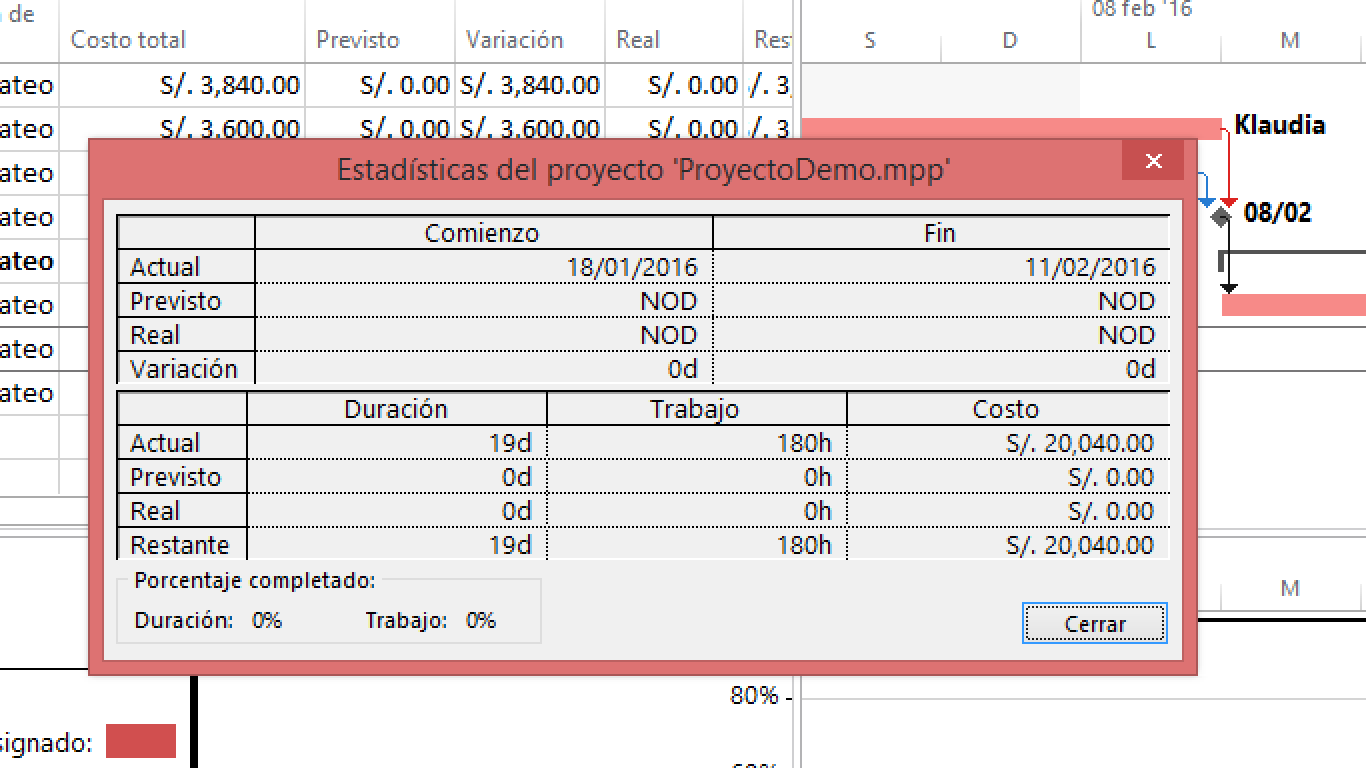 de
08 feb '16
Costo total Previsto Variación Real
S D L M
ateo S/. 3,840.00 S/. 0.00 S/. 3,840.00 S/. 0.00 /. 3,
ateo S/. 3,600.00 S/. 0.00 S/. 3,600.00 S/. 0.00 /. 3
Klaudia
Estadísticas del proyecto 'ProyectoDemo.mpp'
ateo
ateo
08/02
Comienzo Fin
ateo
Actual 18/01/2016 11/02/2016
Previsto NOD NOD
ateo
Real NOD NOD
ateo
Variación 0d 0d
ateo
Duración Trabajo Costo
Actual 19d 180h S/. 20,040.00
Previsto 0d 0h S/. 0.00
Real 0d 0h S/. 0.00
Restante 19d 180h S/. 20,040.00
Porcentaje completado:
M
Duración: 0% Trabajo: 0%
Cerrar
80%
signado: